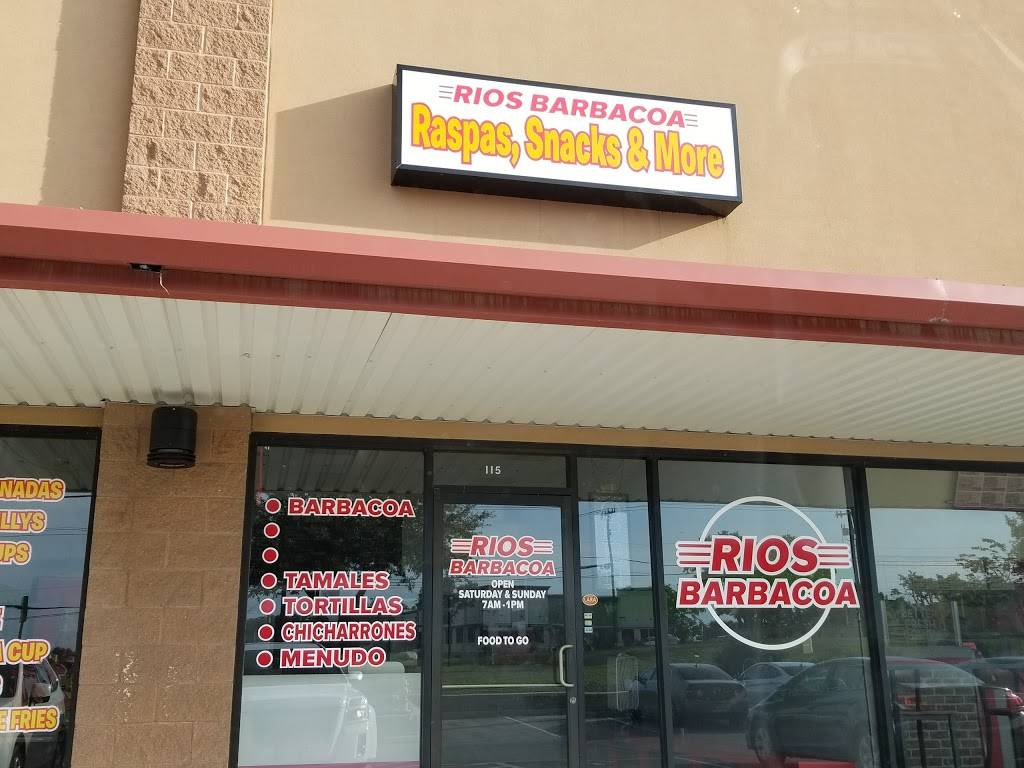 RIOS BARBACOA
Raspas, Snacks & More
115
NADAS
LLYS
UPS
A CUP
E FRIES
BARBACOA
TAMALES
TORTILLAS
CHICHARRONES
MENUDO
RIOS
BARBACOA
OPEN
SATURDAY & SUNDAY
7AM - 1PM
FOOD TO GO
RIOS
BARBACOA